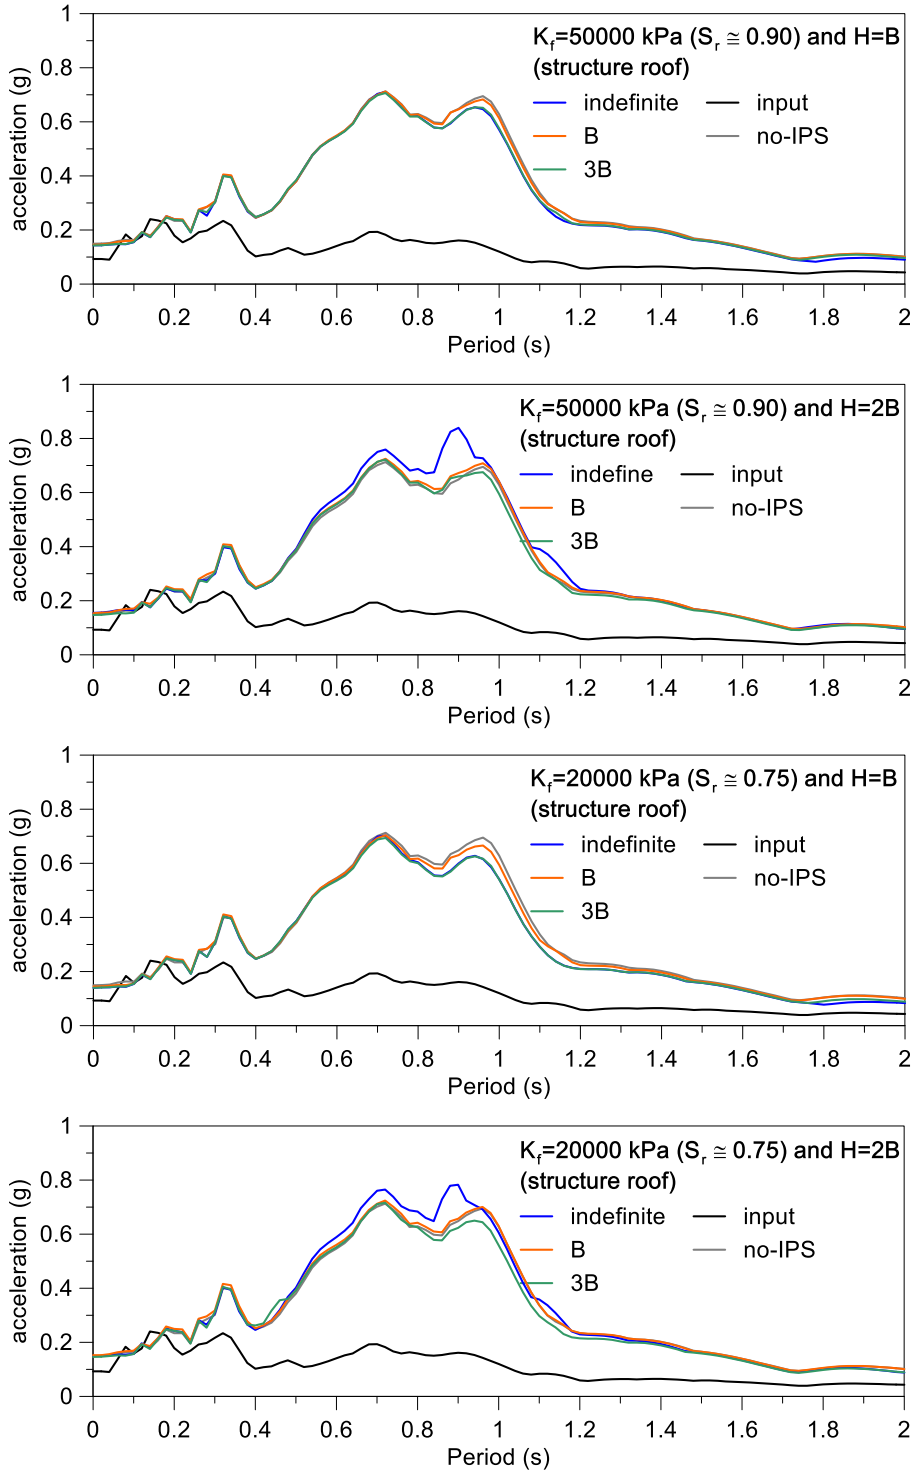 K_f=50000 kPa (S_r ≅ 0.90) and H=B
(structure roof)
indefinite input
B no-IPS
3B
acceleration (g)
1
0.8
0.6
0.4
0.2
0
0 0.2 0.4 0.6 0.8 1 1.2 1.4 1.6 1.8 2
Period (s)
K_f=50000 kPa (S_r ≅ 0.90) and H=2B
(structure roof)
indefine input
B no-IPS
3B
acceleration (g)
1
0.8
0.6
0.4
0.2
0
0 0.2 0.4 0.6 0.8 1 1.2 1.4 1.6 1.8 2
Period (s)
K_f=20000 kPa (S_r ≅ 0.75) and H=B
(structure roof)
indefinite input
B no-IPS
3B
acceleration (g)
1
0.8
0.6
0.4
0.2
0
0 0.2 0.4 0.6 0.8 1 1.2 1.4 1.6 1.8 2
Period (s)
K_f=20000 kPa (S_r ≅ 0.75) and H=2B
(structure roof)
indefinite input
B no-IPS
3B
acceleration (g)
1
0.8
0.6
0.4
0.2
0
0 0.2 0.4 0.6 0.8 1 1.2 1.4 1.6 1.8 2
Period (s)